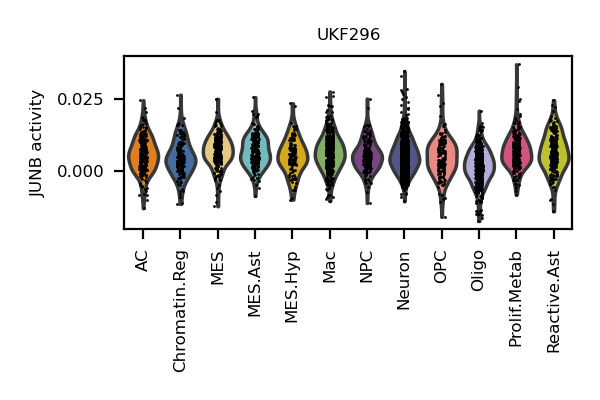 UKF296
JUNB activity
0.025
0.000
AC
Chromatin.Reg
MES
MES.Ast
MES.Hyp
Mac
NPC
Neuron
OPC
Oligo
Prolif.Metab
Reactive.Ast